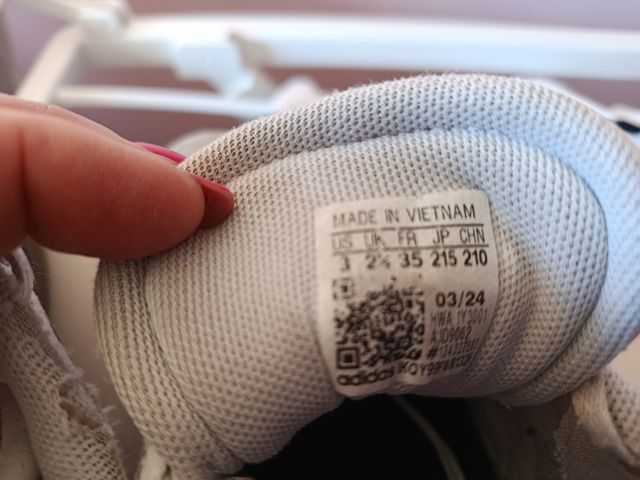 MADE IN VIETNAM
US UK FR JP CHN
3 2½ 35 215 210
03/24
adidas